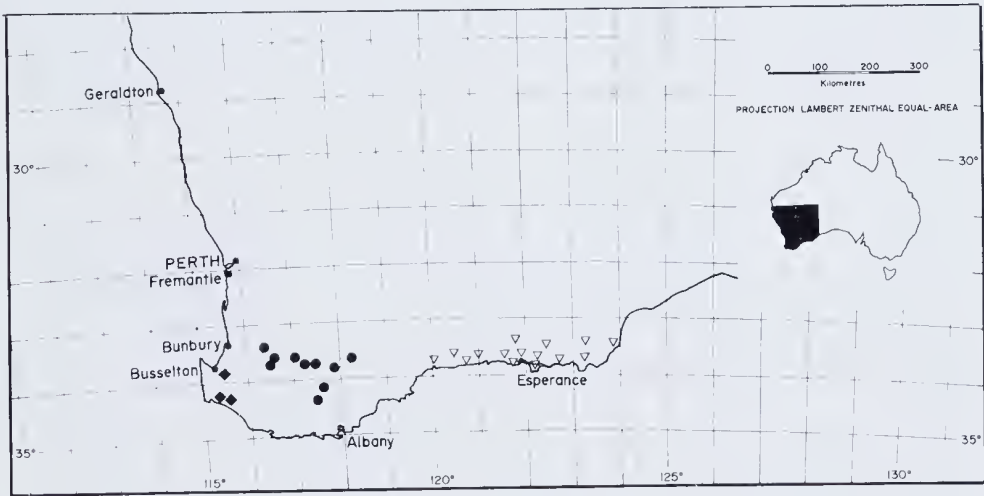 0 100 200 300
Kilometres
PROJECTION LAMBERT ZENITHAL EQUAL-AREA
Geraldton
30°
30°
PERTH
Fremantle
Bunbury
Busselton
Esperance
Albany
35°
35°
115°
120°
125°
130°